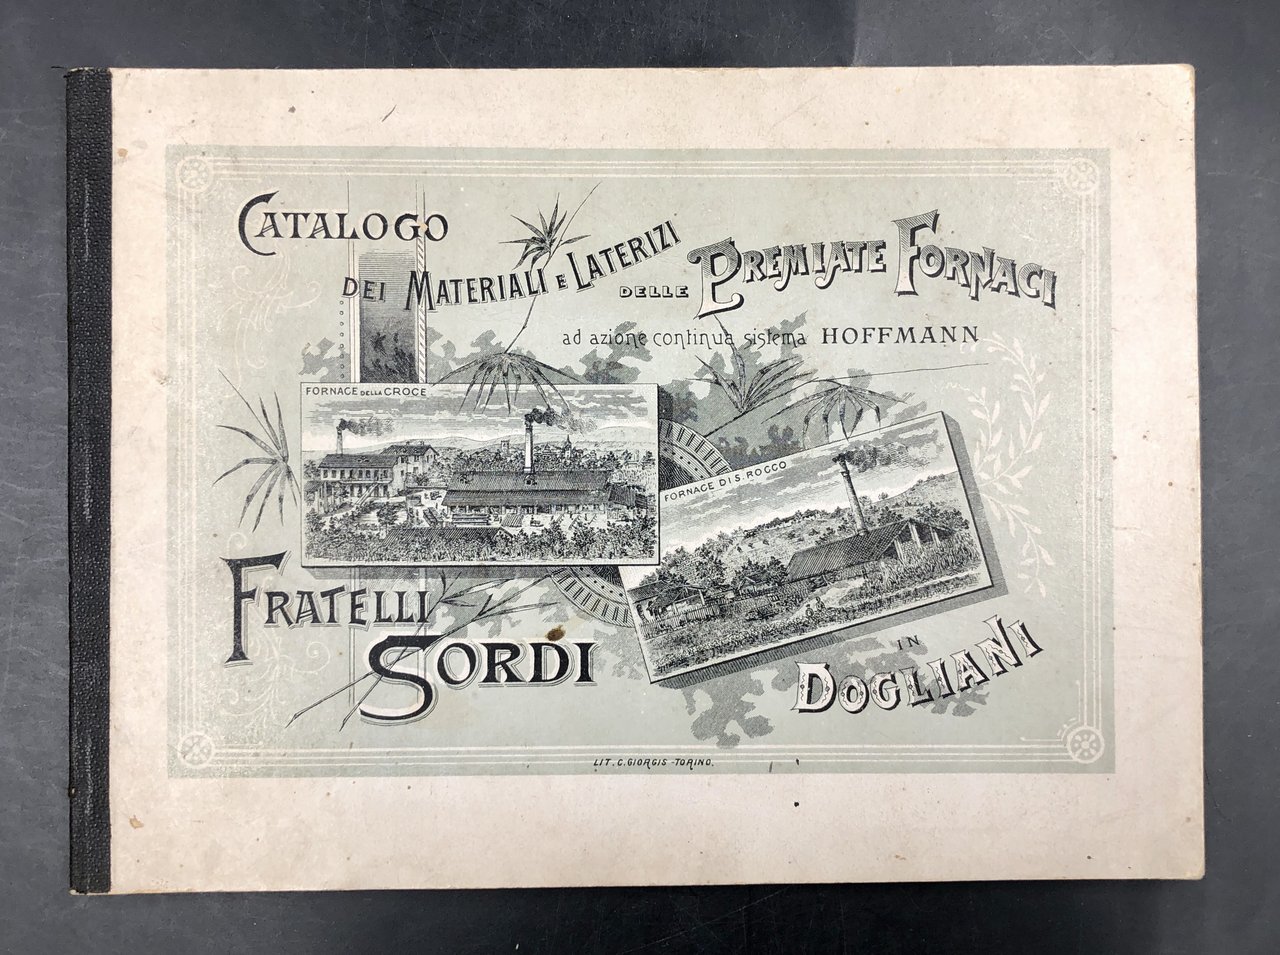 CATALOGO
DEI MATERIALI E LATERIZI
DELLE PREMIATE FORNACI
ad azione continua sistema HOFFMANN
FORNACE DELLA CROCE
FORNACE DI S. ROCCO
FRATELLI
SORDI
IN
DOGLIANI
LIT. C. GIORGIS - TORINO.